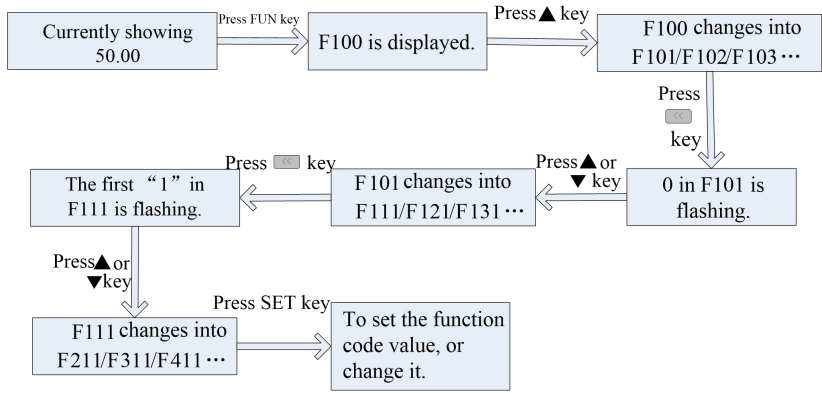 Currently showing
50.00
Press FUN key
F100 is displayed.
Press ▲ key
F100 changes into
F101/F102/F103 ···
Press
<<
key
0 in F101 is
flashing.
Press ▲ or
▼ key
F101 changes into
F111/F121/F131 ···
Press << key
The first “1” in
F111 is flashing.
Press▲ or
▼key
F111 changes into
F211/F311/F411 ···
Press SET key
To set the function
code value, or
change it.